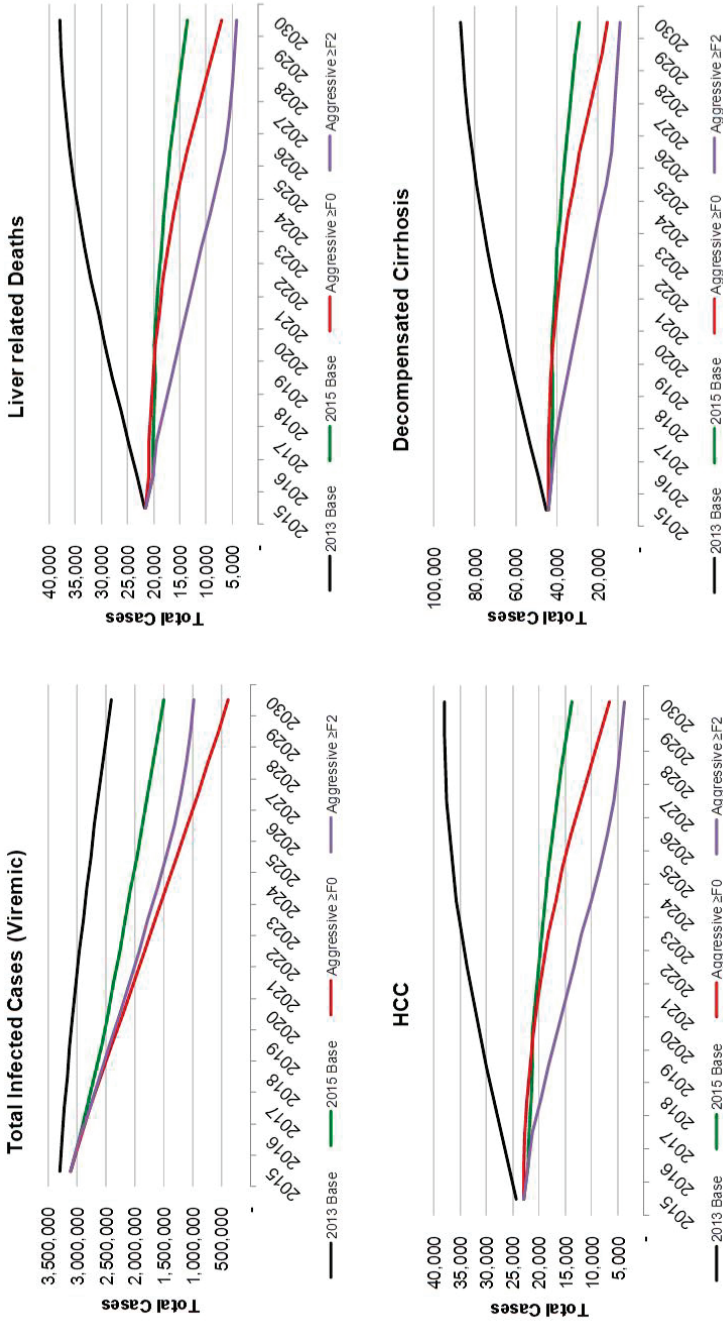 Total Infected Cases (Viremic)
Total Cases
3,500,000
3,000,000
2,500,000
2,000,000
1,500,000
1,000,000
500,000
-
2015 2016 2017 2018 2019 2020 2021 2022 2023 2024 2025 2026 2027 2028 2029 2030
2013 Base 2015 Base Aggressive ≥F0 Aggressive ≥F2
Liver related Deaths
Total Cases
40,000
35,000
30,000
25,000
20,000
15,000
10,000
5,000
-
2015 2016 2017 2018 2019 2020 2021 2022 2023 2024 2025 2026 2027 2028 2029 2030
2013 Base 2015 Base Aggressive ≥F0 Aggressive ≥F2
HCC
Total Cases
40,000
35,000
30,000
25,000
20,000
15,000
10,000
5,000
-
2015 2016 2017 2018 2019 2020 2021 2022 2023 2024 2025 2026 2027 2028 2029 2030
2013 Base 2015 Base Aggressive ≥F0 Aggressive ≥F2
Decompensated Cirrhosis
Total Cases
100,000
80,000
60,000
40,000
20,000
-
2015 2016 2017 2018 2019 2020 2021 2022 2023 2024 2025 2026 2027 2028 2029 2030
2013 Base 2015 Base Aggressive ≥F0 Aggressive ≥F2